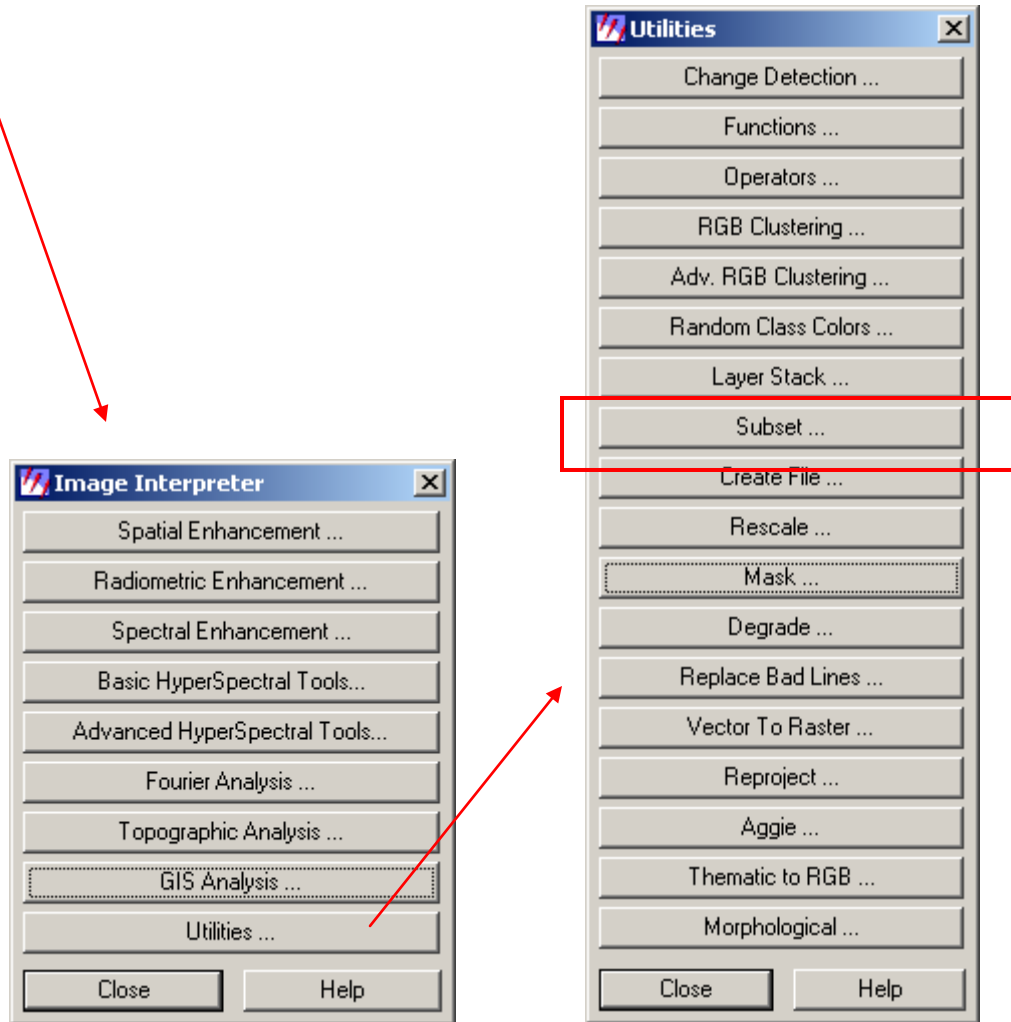 Image Interpreter
Spatial Enhancement ...
Radiometric Enhancement ...
Spectral Enhancement ...
Basic HyperSpectral Tools...
Advanced HyperSpectral Tools...
Fourier Analysis ...
Topographic Analysis ...
GIS Analysis ...
Utilities ...
Close
Help
Utilities
Change Detection ...
Functions ...
Operators ...
RGB Clustering ...
Adv. RGB Clustering ...
Random Class Colors ...
Layer Stack ...
Subset ...
Create File ...
Rescale ...
Mask ...
Degrade ...
Replace Bad Lines ...
Vector To Raster ...
Reproject ...
Aggie ...
Thematic to RGB ...
Morphological ...
Close
Help